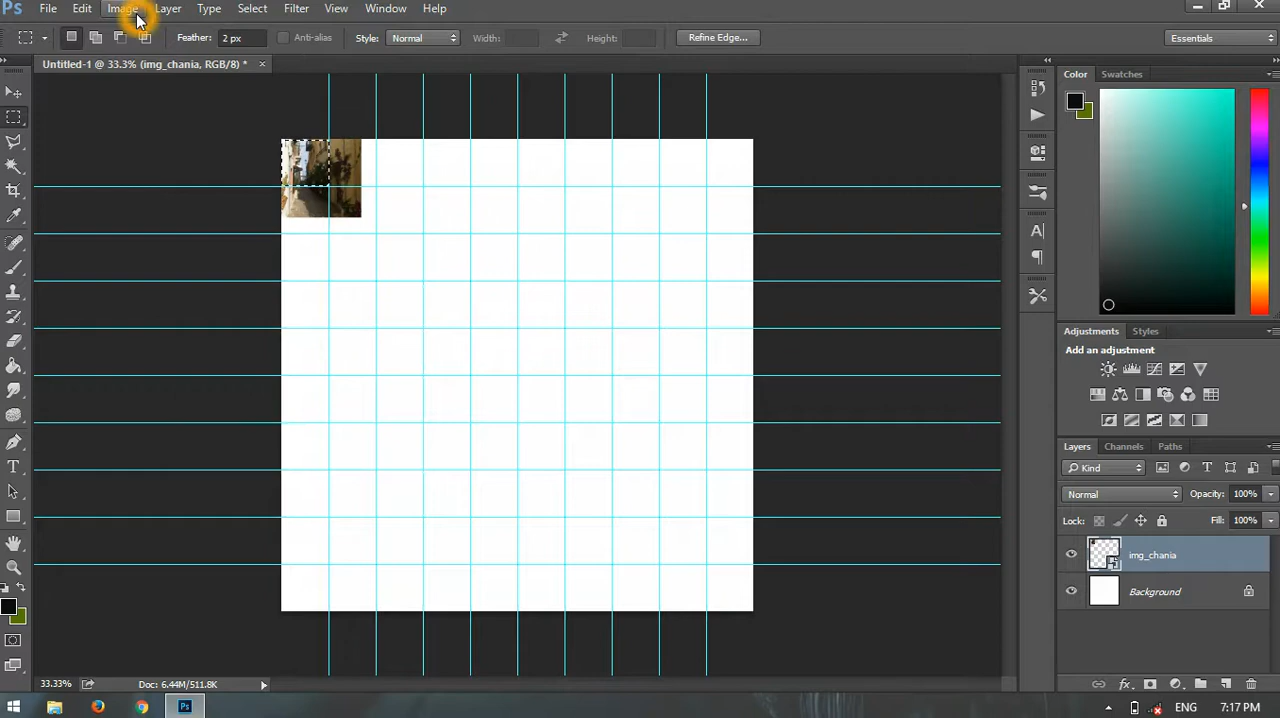 Ps File Edit Image Layer Type Select Filter View Window Help
Feather: 2 px Anti-alias Style: Normal Width: Height: Refine Edge... Essentials
Untitled-1 @ 33.3% (img_chania, RGB/8) * ×
Color Swatches
Adjustments Styles
Add an adjustment
Layers Channels Paths
Kind
Normal Opacity: 100%
Lock: Fill: 100%
img_chania
Background
33.33% Doc: 6.44M/511.8K
Ps ENG 7:17 PM